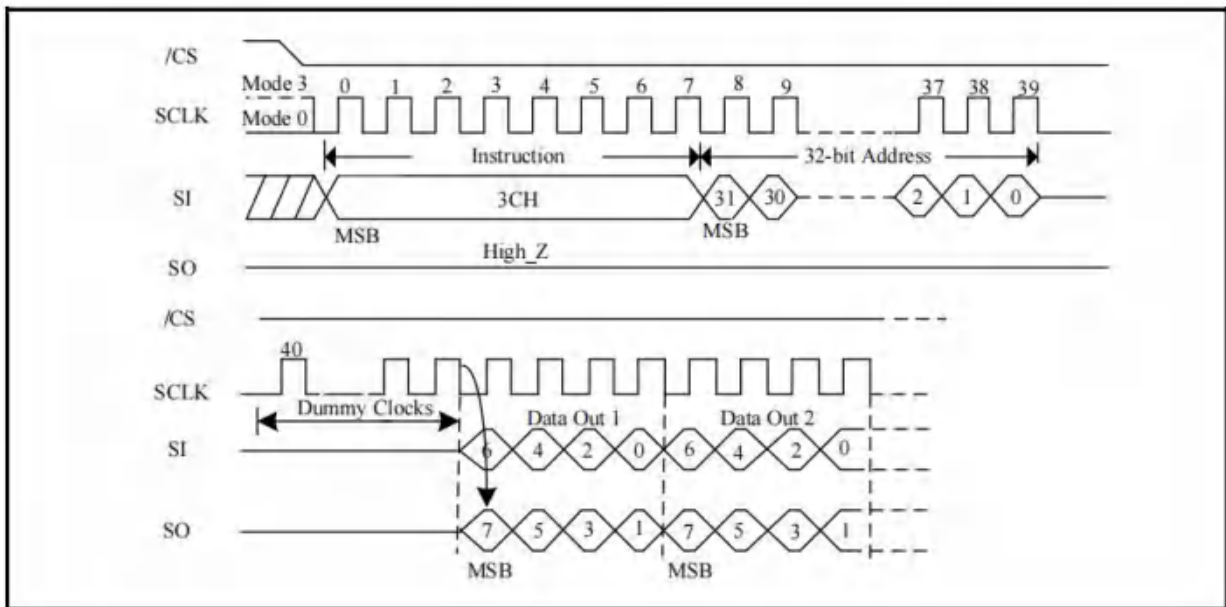 /CS
Mode 3 0 1 2 3 4 5 6 7 8 9 37 38 39
SCLK Mode 0
Instruction 32-bit Address
SI 3CH 31 30 2 1 0
MSB MSB
High_Z
SO
/CS
40
SCLK
Dummy Clocks Data Out 1 Data Out 2
SI 6 4 2 0 6 4 2 0
SO 7 5 3 1 7 5 3 1
MSB MSB